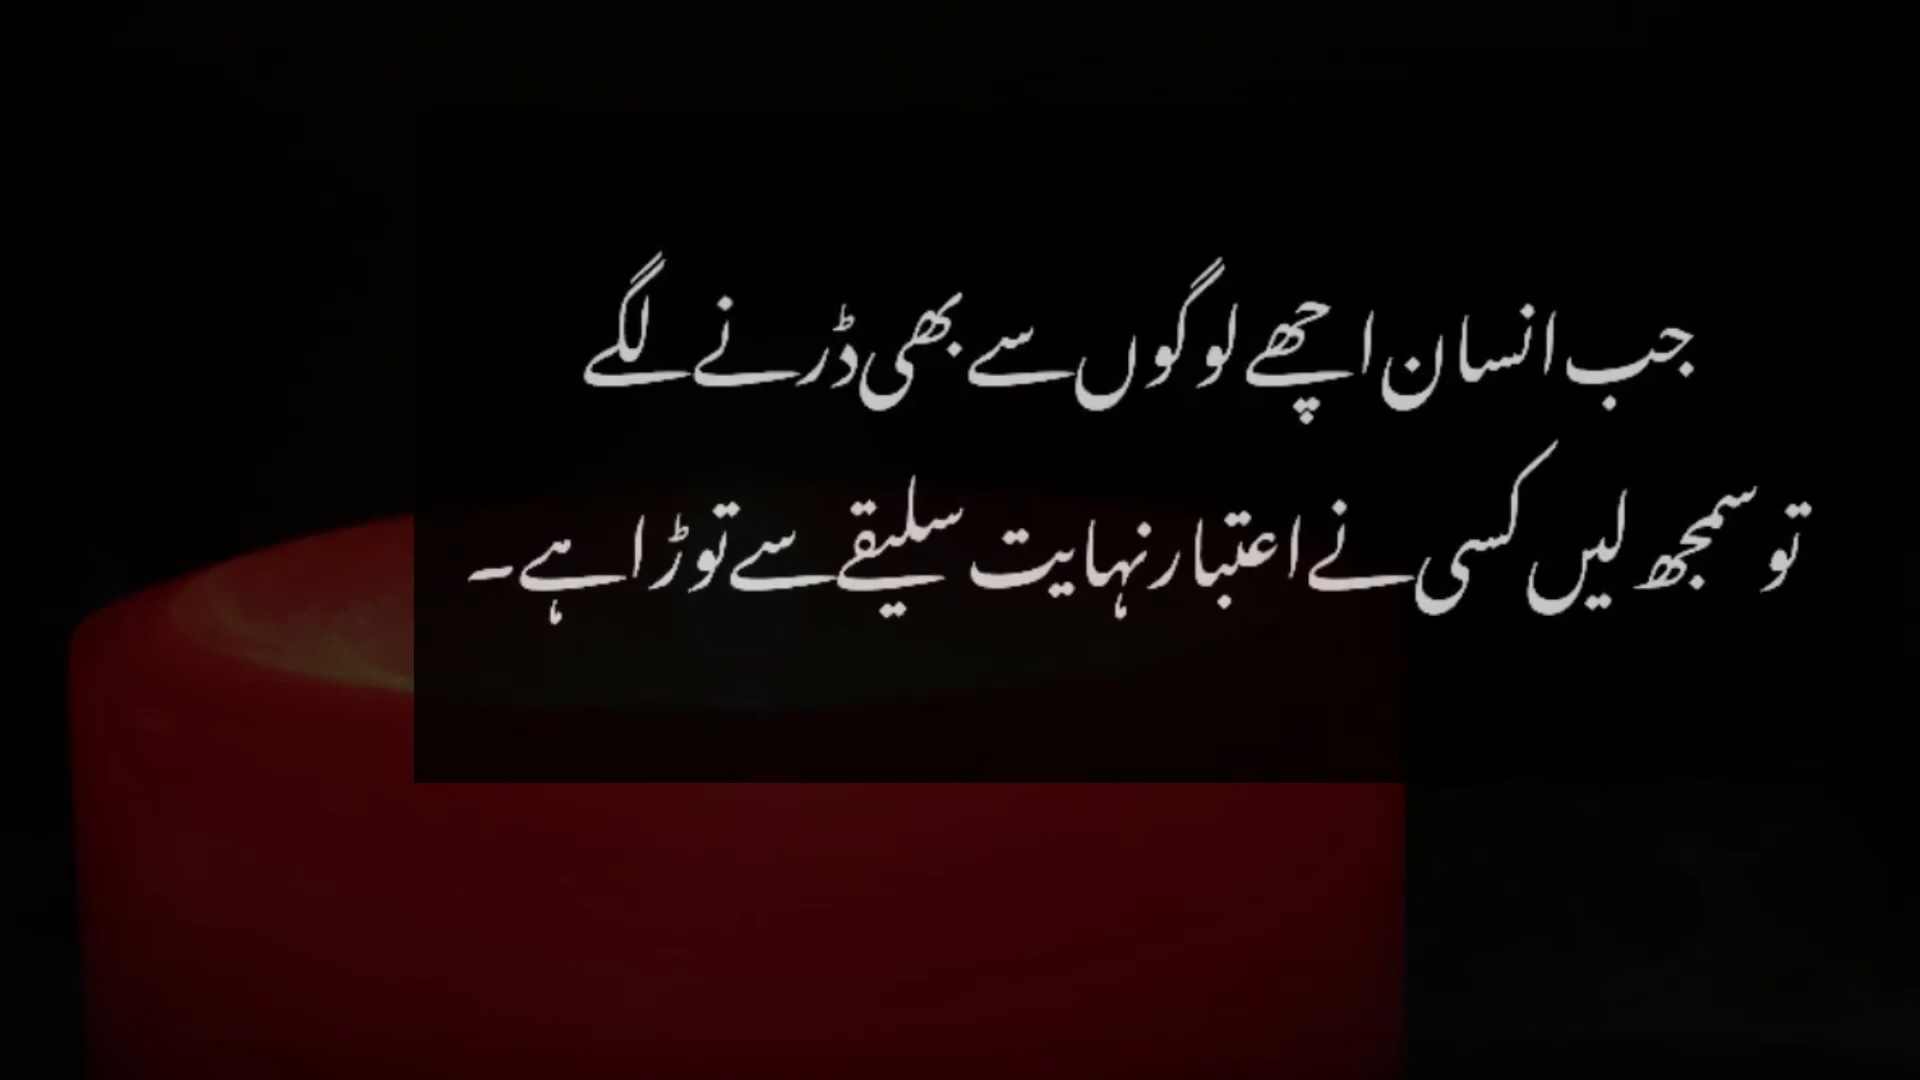 جب انسان اچھے لوگوں سے بھی ڈرنے لگے
تو سمجھ لیں کسی نے اعتبار نہایت سلیقے سے توڑا ہے۔